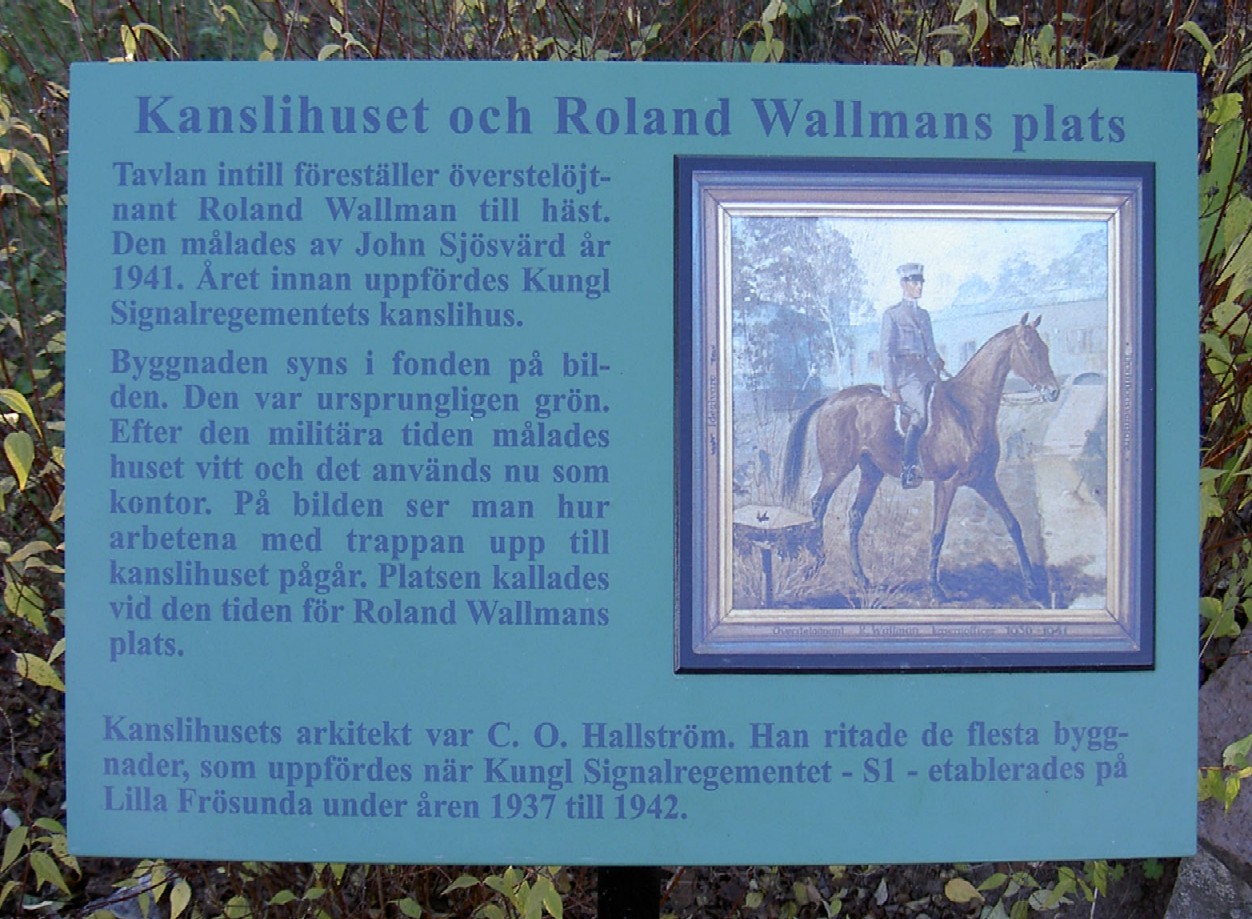 Kanslihuset och Roland Wallmans plats
Tavlan intill föreställer överstelöjt-
nant Roland Wallman till häst.
Den målades av John Sjösvärd år
1941. Året innan uppfördes Kungl
Signalregementets kanslihus.
Byggnaden syns i fonden på bil-
den. Den var ursprungligen grön.
Efter den militära tiden målades
huset vitt och det används nu som
kontor. På bilden ser man hur
arbetena med trappan upp till
kanslihuset pågår. Platsen kallades
vid den tiden för Roland Wallmans
plats.
Överstelöjtnant R. Wallman 1936-1941
Kanslihusets arkitekt var C. O. Hallström. Han ritade de flesta bygg-
nader, som uppfördes när Kungl Signalregementet - S1 - etablerades på
Lilla Frösunda under åren 1937 till 1942.